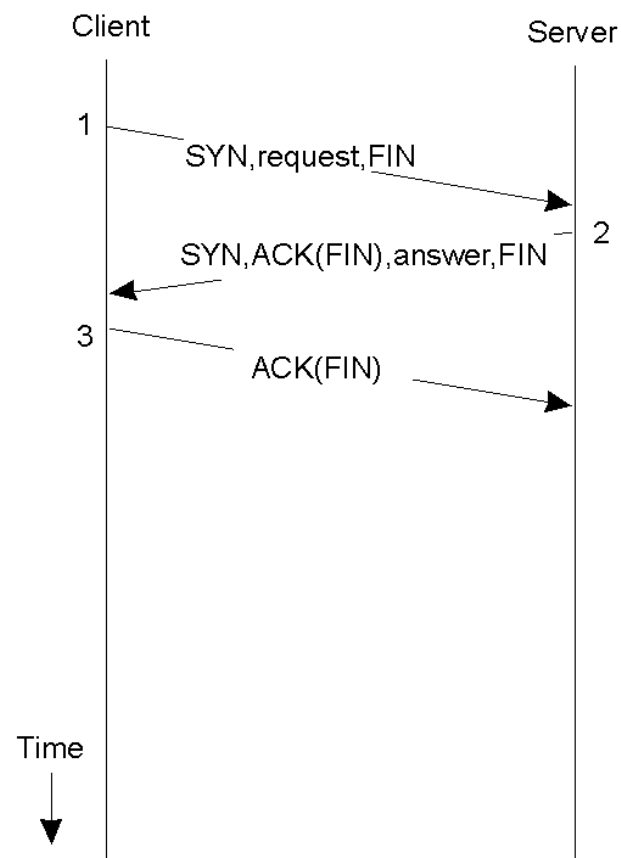 Client
Server
1
SYN,request,FIN
2
SYN,ACK(FIN),answer,FIN
3
ACK(FIN)
Time